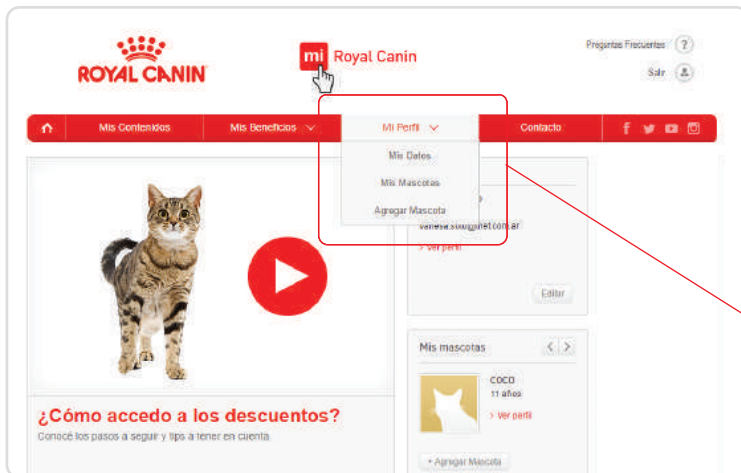 Preguntas Frecuentes ?
ROYAL CANIN
mi Royal Canin
Salir
Mis Contenidos
Mis Beneficios
Mi Perfil
Contacto
Mis Datos
Mis Mascotas
Agregar Mascota
> Ver perfil
Editar
Mis mascotas
COCO
11 años
> Ver perfil
+ Agregar Mascota
¿Cómo accedo a los descuentos?
Conocé los pasos a seguir y tips a tener en cuenta.